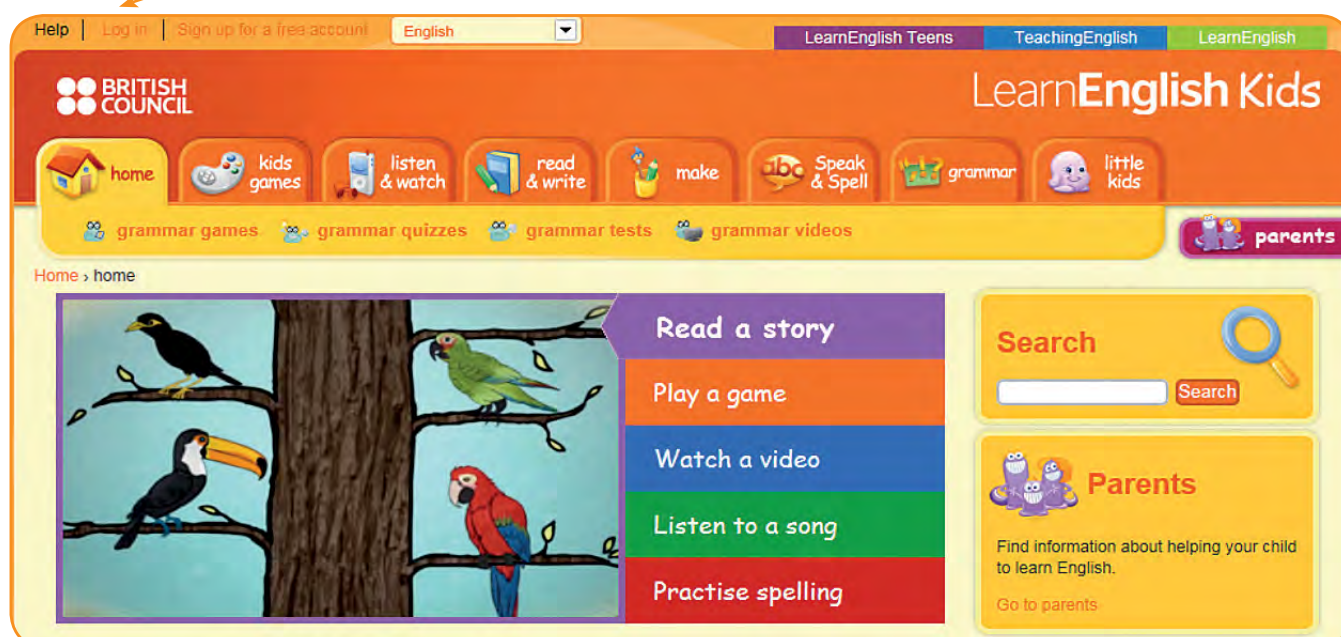 Help | Log in | Sign up for a free account English
LearnEnglish Teens TeachingEnglish LearnEnglish
BRITISH
COUNCIL
LearnEnglish Kids
home
kids
games
listen
& watch
read
& write
make
abc
Speak
& Spell
grammar
little
kids
grammar games grammar quizzes grammar tests grammar videos
parents
Home › home
Read a story
Play a game
Watch a video
Listen to a song
Practise spelling
Search
Search
Parents
Find information about helping your child
to learn English.
Go to parents